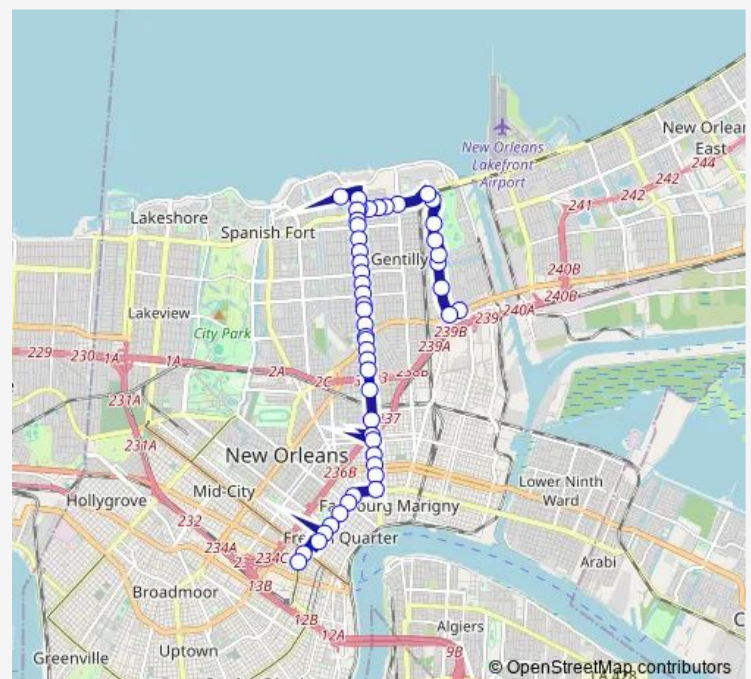 New Orlean
East
New Orleans
Lakefront
Airport
244
242
242
241
Lakeshore
Spanish Fort
Gentilly
240B
240B
Lakeview
City Park
239
240A
239B
239A
229
230
1A
1A
2A
2C
3
237
231A
231A
New Orleans
236B
Mid-City
Lower Ninth
Ward
Hollygrove
Marigny
232
234A
234C
French Quarter
Arabi
13B
Broadmoor
12B
12A
Algiers
9B
Uptown
Greenville
© OpenStreetMap contributors